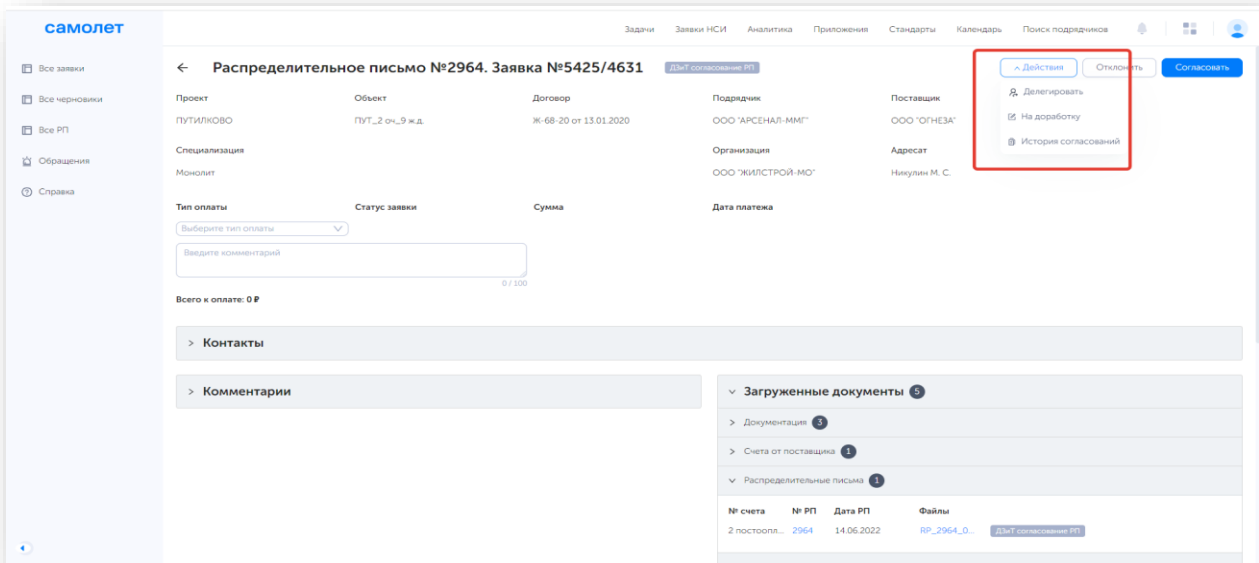 самолет
Задачи Заявки НСИ Аналитика Приложения Стандарты Календарь Поиск подрядчиков
Все заявки
Все черновики
Все РП
Обращения
Справка
Распределительное письмо №2964. Заявка №5425/4631
ДЗиТ согласование РП
Действия Отклонить Согласовать
Делегировать
На доработку
История согласований
Проект Объект Договор Подрядчик Поставщик
ПУТИЛКОВО ПУТ_2 оч_9 ж.д. Ж-68-20 от 13.01.2020 ООО "АРСЕНАЛ-ММГ" ООО "ОГНЕЗА"
Специализация Организация Адресат
Монолит ООО "ЖИЛСТРОЙ-МО" Никулин М. С.
Тип оплаты Статус заявки Сумма Дата платежа
Выберите тип оплаты
Введите комментарий
0 / 100
Всего к оплате: 0 ₽
Контакты
Комментарии
Загруженные документы 5
Документация 3
Счета от поставщика 1
Распределительные письма 1
№ счета № РП Дата РП Файлы
2 постоопл... 2964 14.06.2022 RP_2964_0... ДЗиТ согласование РП